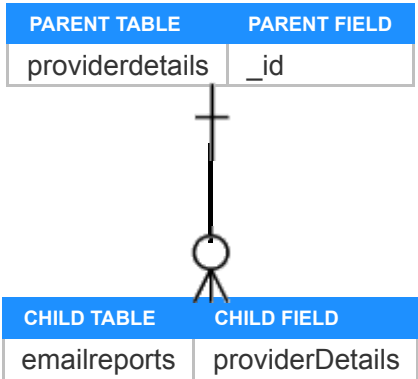 PARENT TABLE PARENT FIELD
providerdetails _id
CHILD TABLE CHILD FIELD
emailreports providerDetails